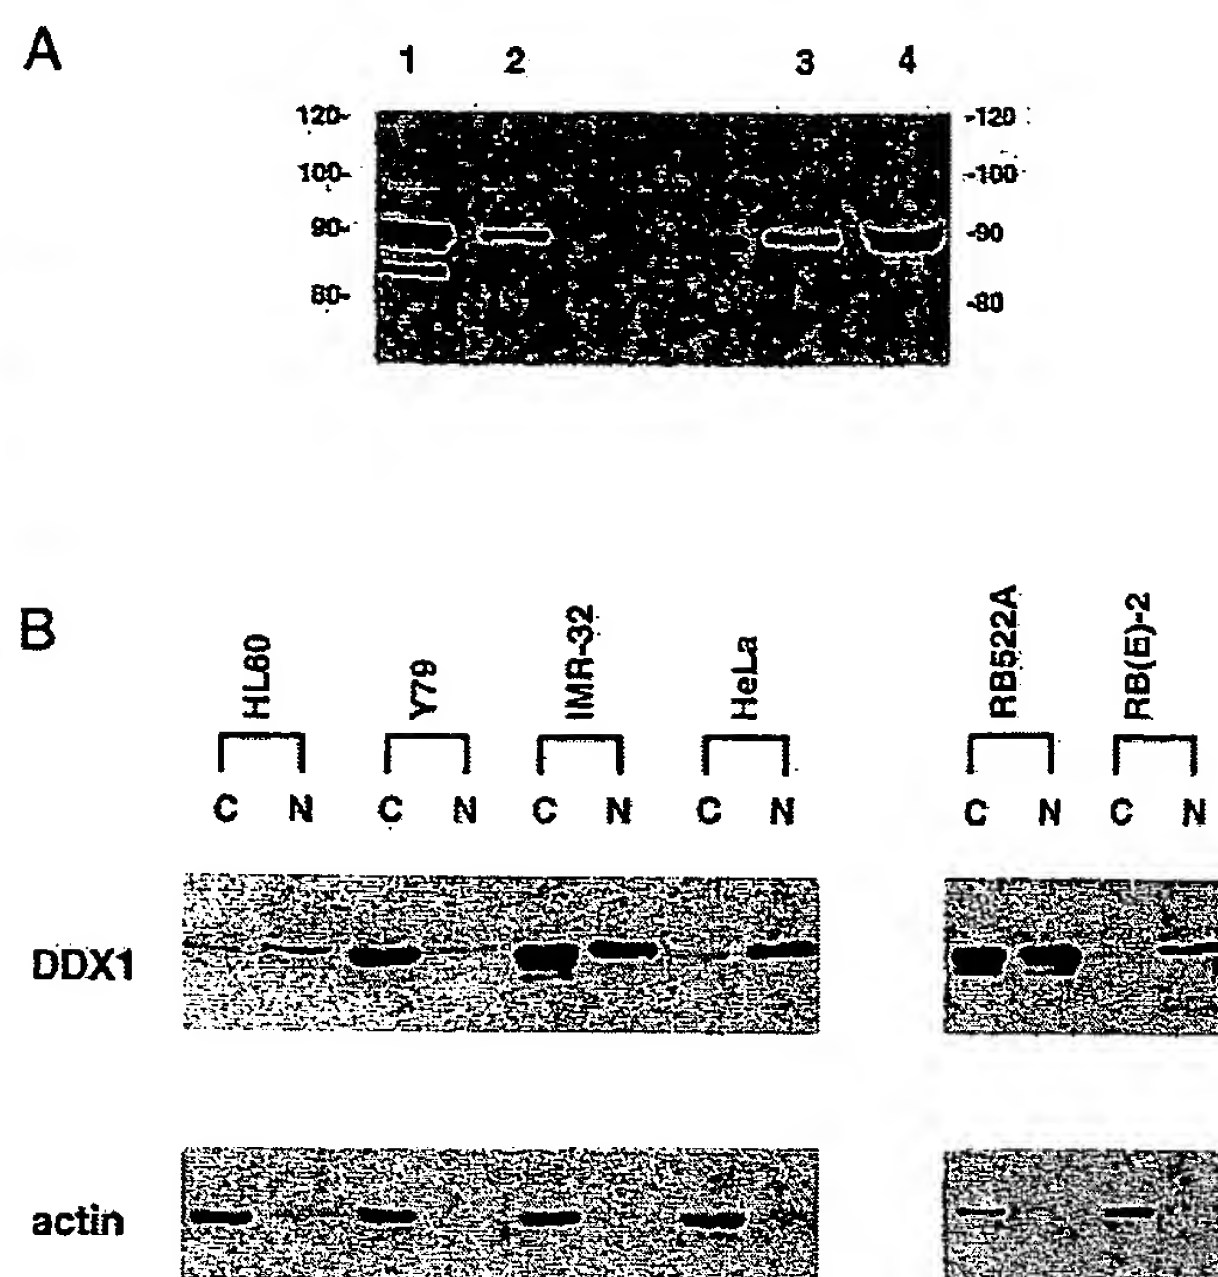 A
1 2 3 4
120- -120
100- -100
90- -90
80- -80
B
HL60 Y79 IMR-32 HeLa RB522A RB(E)-2
C N C N C N C N C N C N
DDX1
actin